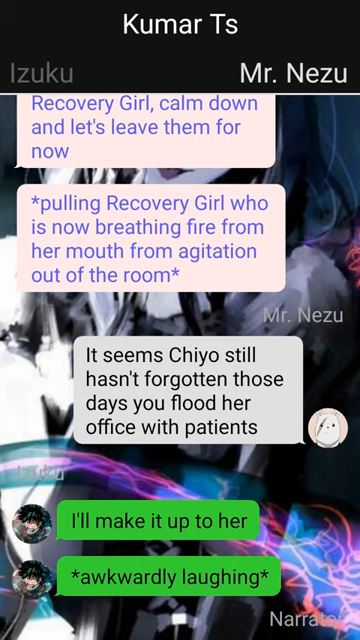 Kumar Ts
Izuku
Mr. Nezu
Recovery Girl, calm down
and let's leave them for
now
*pulling Recovery Girl who
is now breathing fire from
her mouth from agitation
out of the room*
Mr. Nezu
It seems Chiyo still
hasn't forgotten those
days you flood her
office with patients
Izuku
I'll make it up to her
*awkwardly laughing*
Narrator